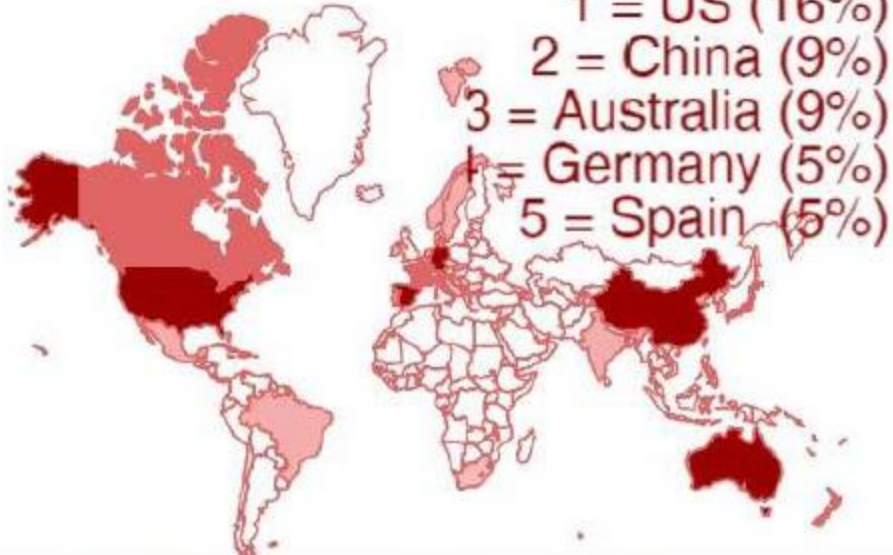 1 = US (16%)
2 = China (9%)
3 = Australia (9%)
= Germany (5%)
5 = Spain (5%)